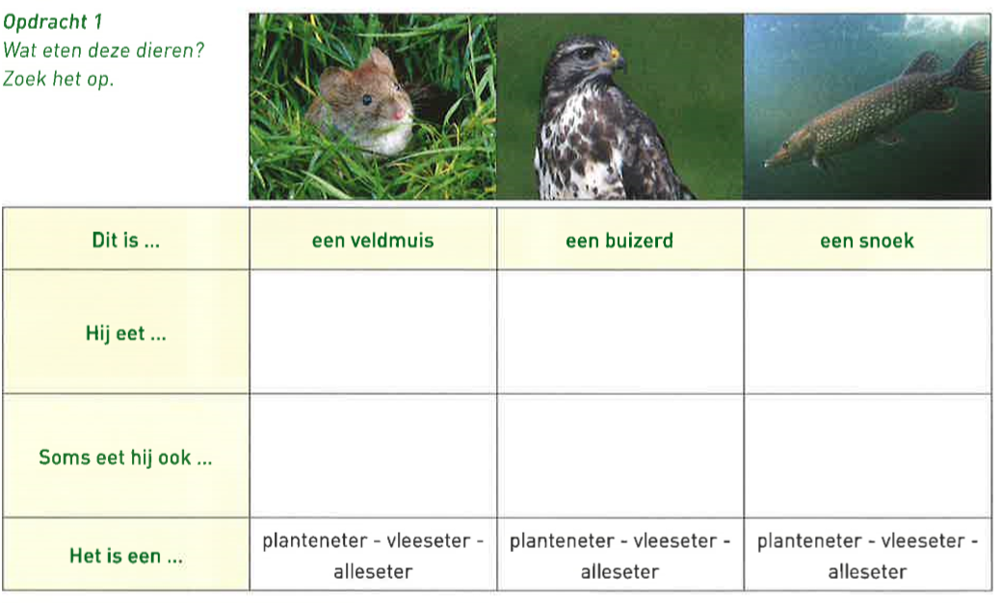 Opdracht 1
Wat eten deze dieren?
Zoek het op.
Dit is ...
een veldmuis
een buizerd
een snoek
Hij eet ...
Soms eet hij ook ...
Het is een ...
planteneter - vleeseter -
alleseter
planteneter - vleeseter -
alleseter
planteneter - vleeseter -
alleseter